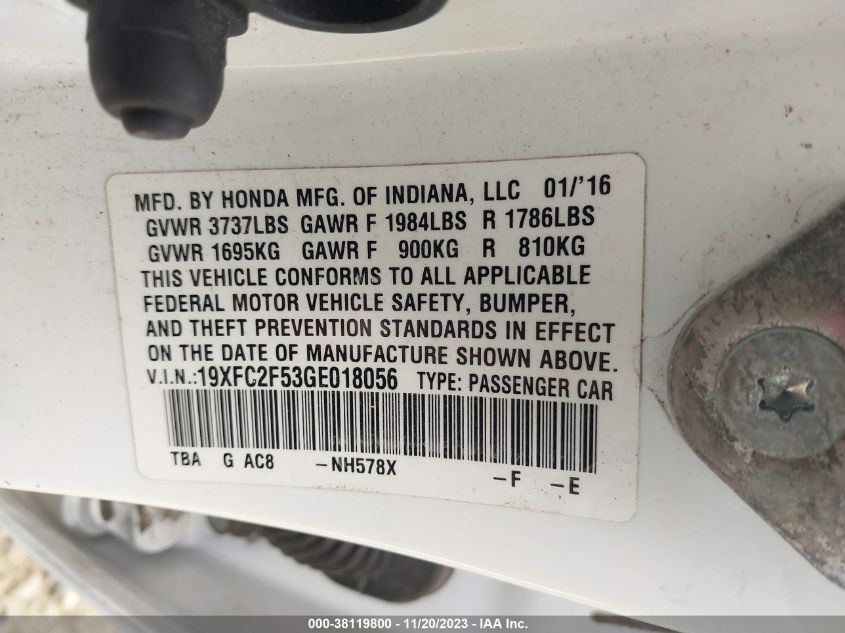 MFD. BY HONDA MFG. OF INDIANA, LLC 01/'16
GVWR 3737LBS GAWR F 1984LBS R 1786LBS
GVWR 1695KG GAWR F 900KG R 810KG
THIS VEHICLE CONFORMS TO ALL APPLICABLE
FEDERAL MOTOR VEHICLE SAFETY, BUMPER,
AND THEFT PREVENTION STANDARDS IN EFFECT
ON THE DATE OF MANUFACTURE SHOWN ABOVE.
V.I.N.:19XFC2F53GE018056 TYPE: PASSENGER CAR
TBA G AC8 -NH578X -F -E
000-38119800 - 11/20/2023 - © IAA Inc.